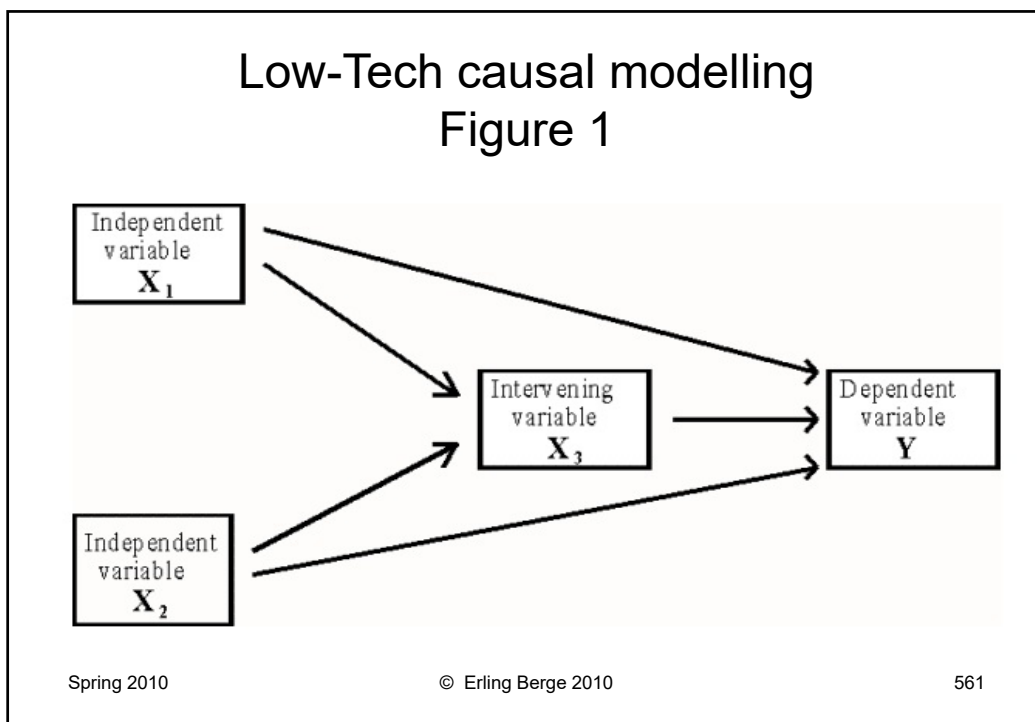 Low-Tech causal modelling
Figure 1
Independent
variable
X₁
Intervening
variable
X₃
Dependent
variable
Y
Independent
variable
X₂
Spring 2010
© Erling Berge 2010
561